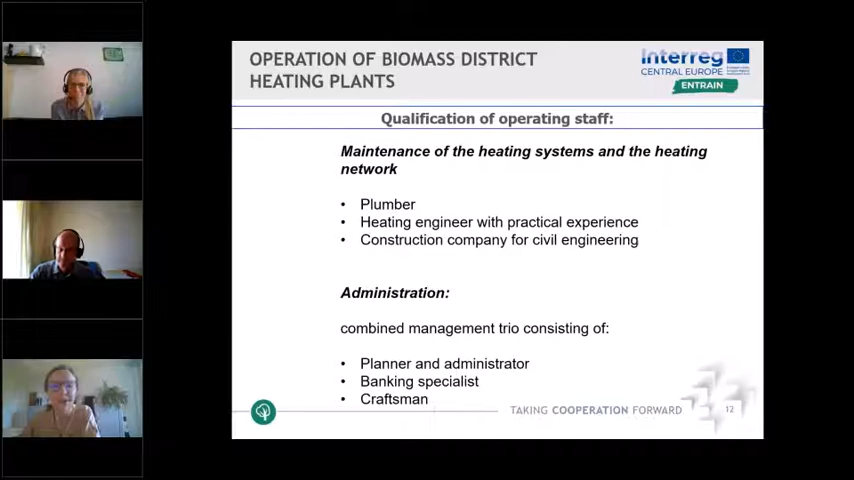 OPERATION OF BIOMASS DISTRICT
HEATING PLANTS
Interreg
CENTRAL EUROPE
ENTRAIN
Qualification of operating staff:
Maintenance of the heating systems and the heating
network
• Plumber
• Heating engineer with practical experience
• Construction company for civil engineering
Administration:
combined management trio consisting of:
• Planner and administrator
• Banking specialist
• Craftsman
TAKING COOPERATION FORWARD
12